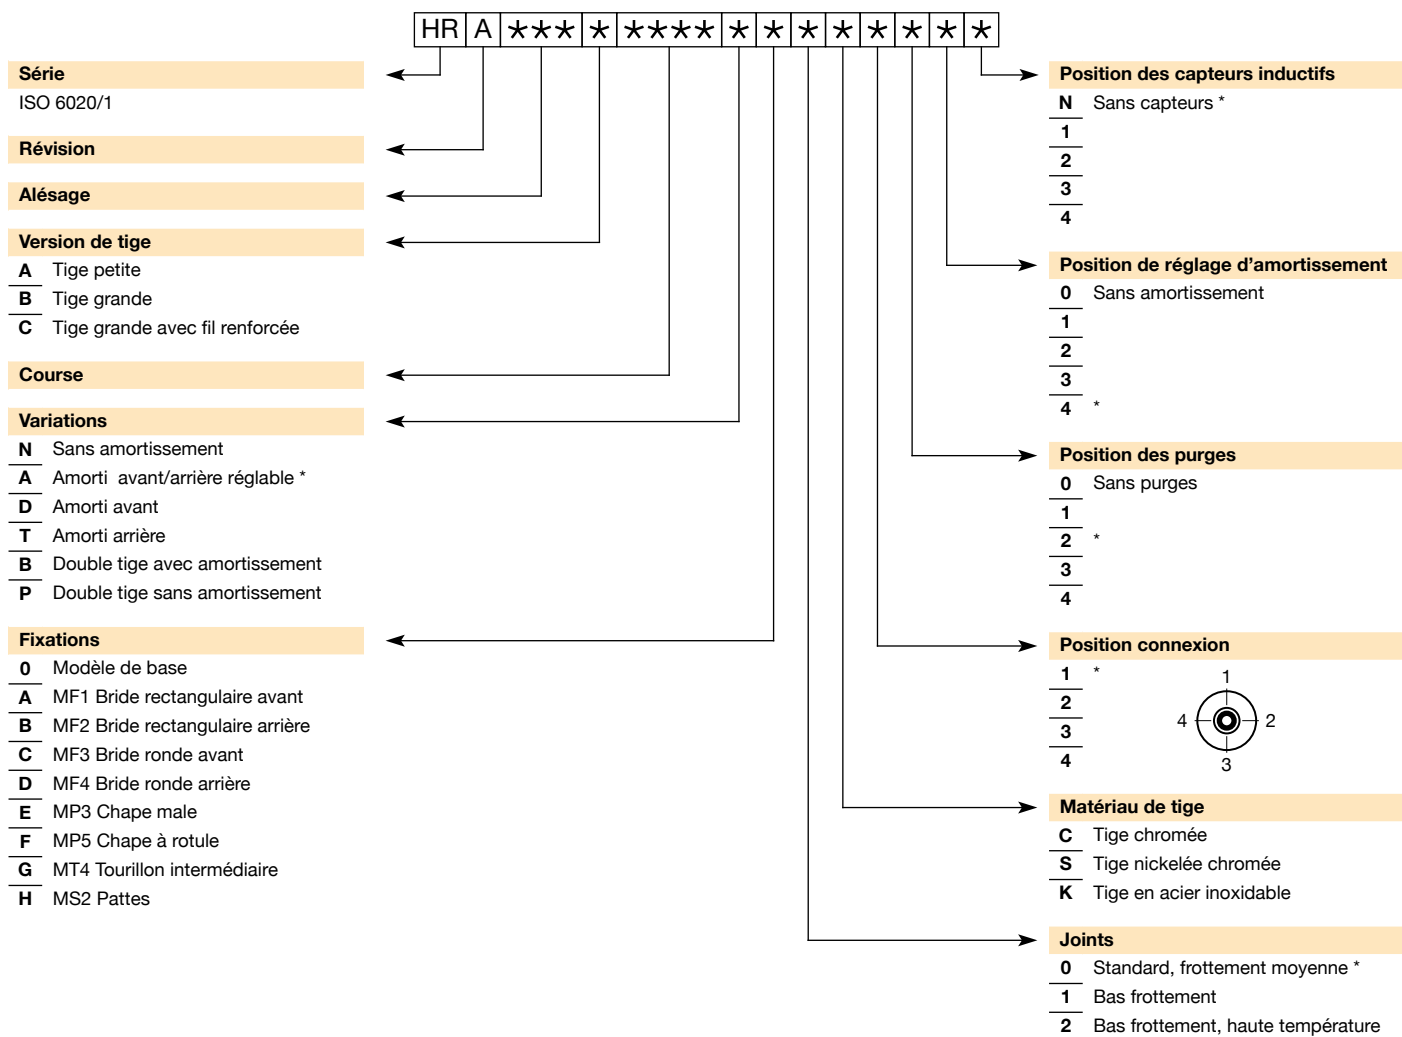 HR A *** * **** * * * * * * * *
Série
ISO 6020/1
Révision
Alésage
Version de tige
A Tige petite
B Tige grande
C Tige grande avec fil renforcée
Course
Variations
N Sans amortissement
A Amorti avant/arrière réglable *
D Amorti avant
T Amorti arrière
B Double tige avec amortissement
P Double tige sans amortissement
Fixations
0 Modèle de base
A MF1 Bride rectangulaire avant
B MF2 Bride rectangulaire arrière
C MF3 Bride ronde avant
D MF4 Bride ronde arrière
E MP3 Chape male
F MP5 Chape à rotule
G MT4 Tourillon intermédiaire
H MS2 Pattes
Position des capteurs inductifs
N Sans capteurs *
1
2
3
4
Position de réglage d'amortissement
0 Sans amortissement
1
2
3
4 *
Position des purges
0 Sans purges
1
2 *
3
4
Position connexion
1 *
2
3
4
1
4 2
3
Matériau de tige
C Tige chromée
S Tige nickelée chromée
K Tige en acier inoxidable
Joints
0 Standard, frottement moyenne *
1 Bas frottement
2 Bas frottement, haute température